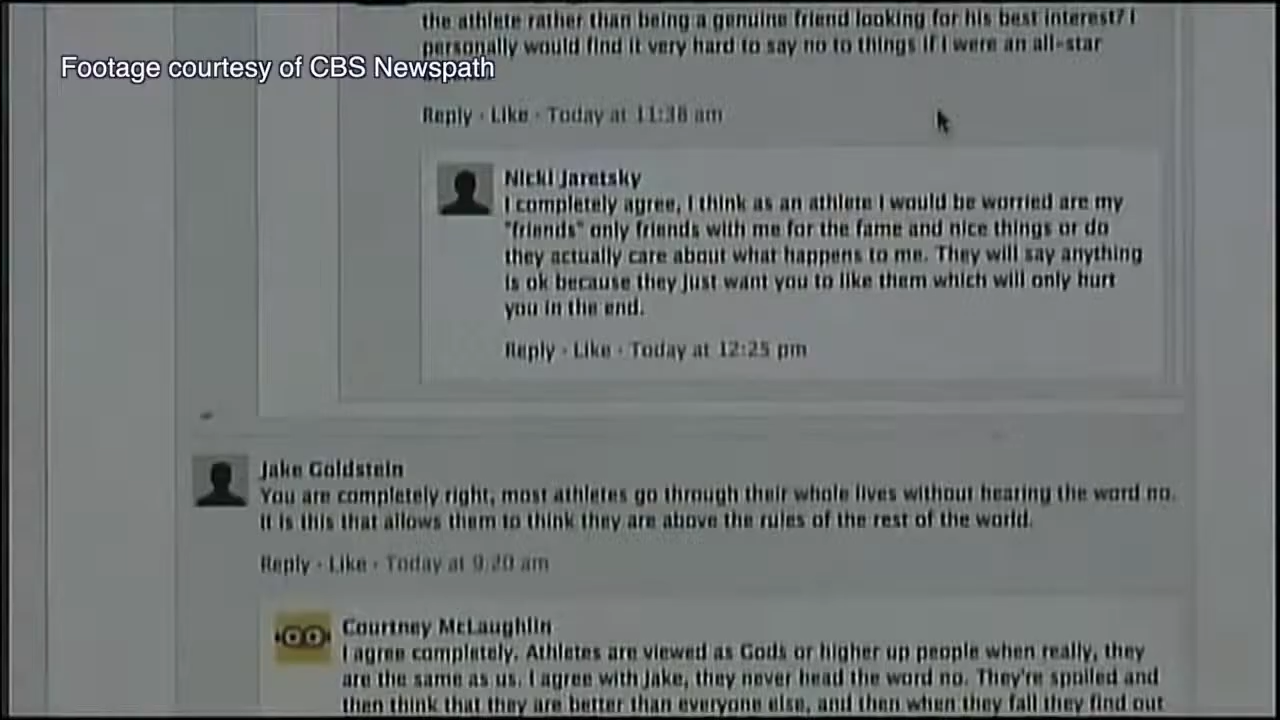 the athlete rather than being a genuine friend looking for his best interest? I
personally would find it very hard to say no to things if I were an all-star
Footage courtesy of CBS Newspath
Reply · Like · Today at 11:38 am
Nicki Jaretsky
I completely agree, I think as an athlete I would be worried are my
"friends" only friends with me for the fame and nice things or do
they actually care about what happens to me. They will say anything
is ok because they just want you to like them which will only hurt
you in the end.
Reply · Like · Today at 12:25 pm
Jake Goldstein
You are completely right, most athletes go through their whole lives without hearing the word no.
It is this that allows them to think they are above the rules of the rest of the world.
Reply · Like · Today at 9:20 am
Courtney McLaughlin
I agree completely. Athletes are viewed as Gods or higher up people when really, they
are the same as us. I agree with Jake, they never head the word no. They're spoiled and
then think that they are better than everyone else, and then when they fall they find out